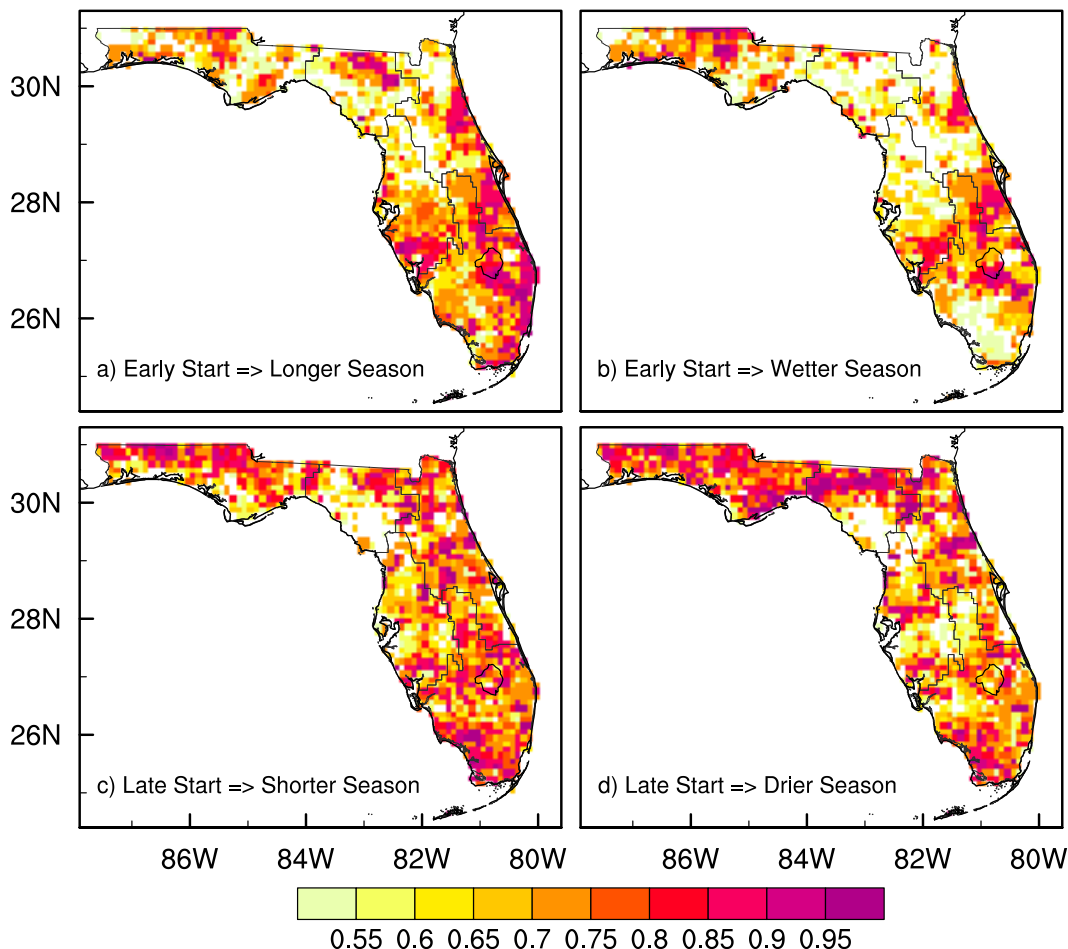 30N
28N
26N
a) Early Start => Longer Season
b) Early Start => Wetter Season
30N
28N
26N
c) Late Start => Shorter Season
d) Late Start => Drier Season
86W 84W 82W 80W 86W 84W 82W 80W
0.55 0.6 0.65 0.7 0.75 0.8 0.85 0.9 0.95